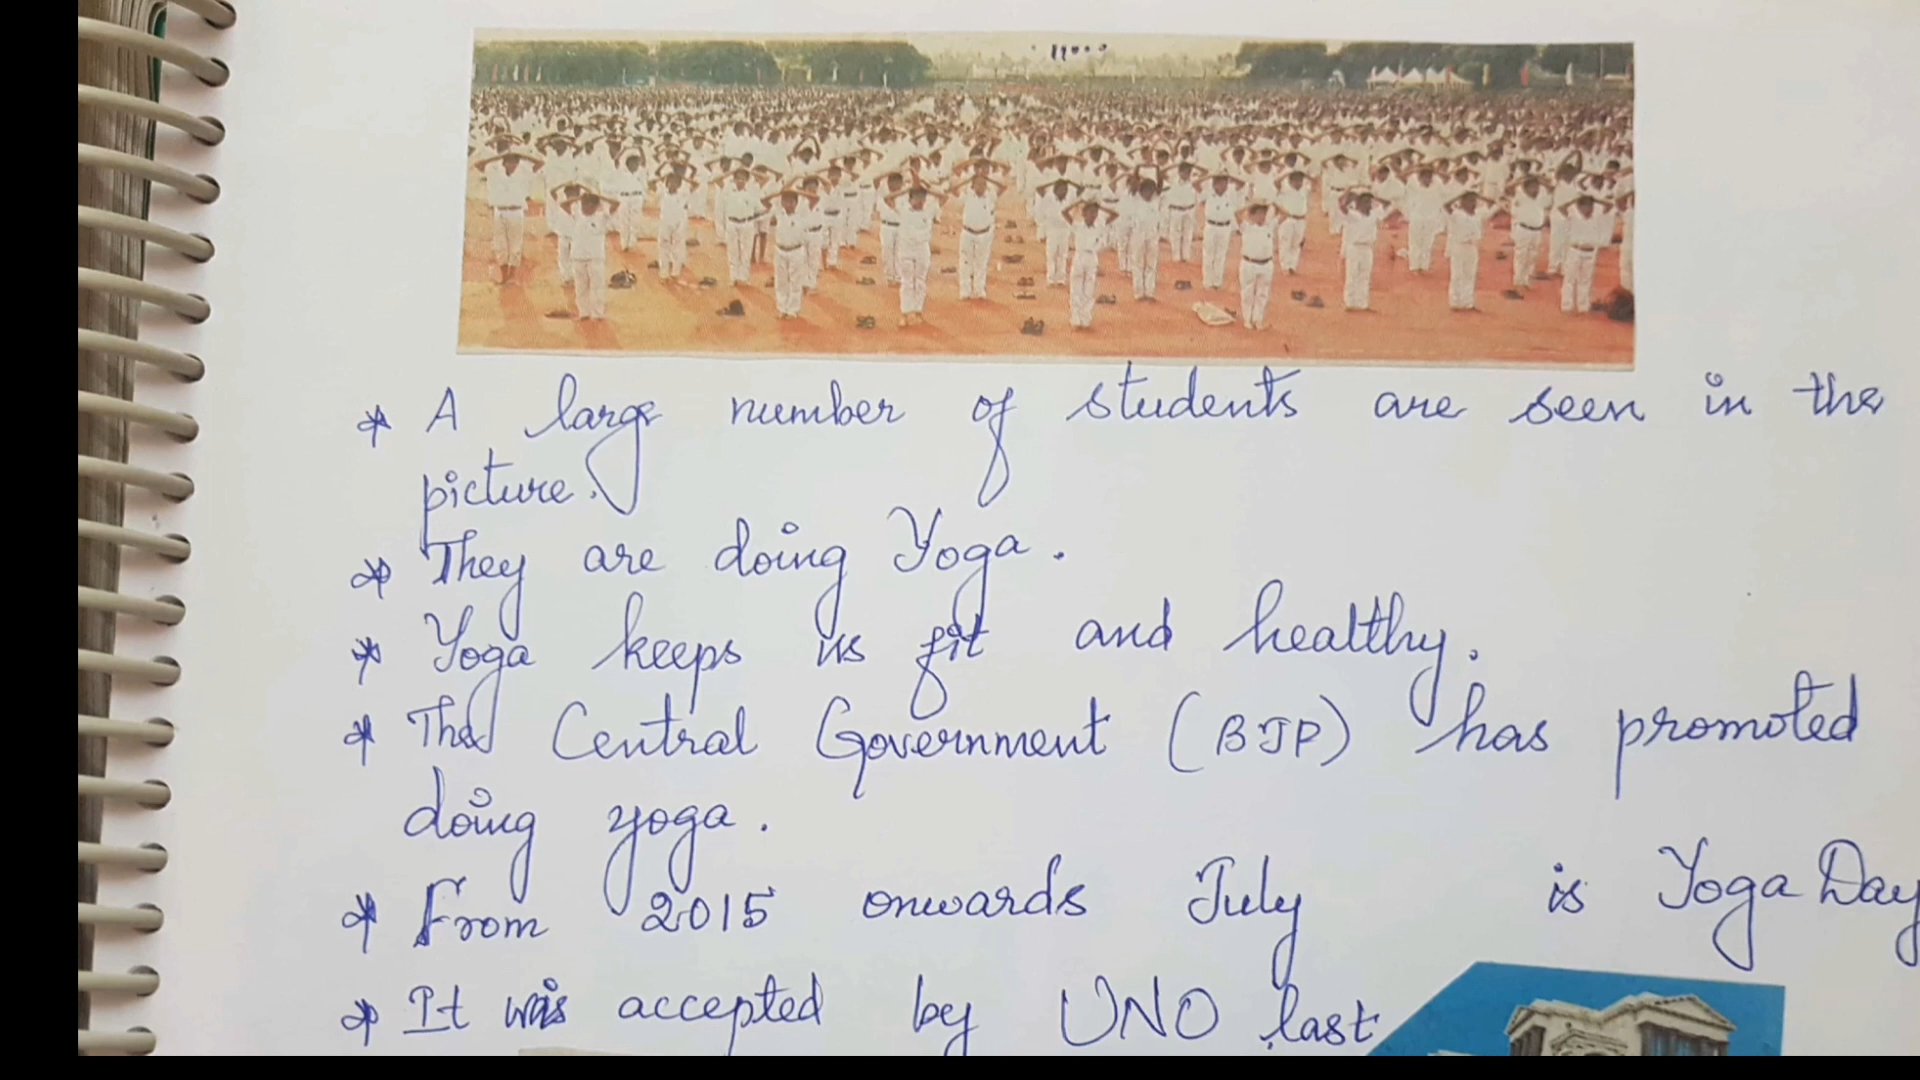 * A large number of students are seen in the
picture.
* They are doing Yoga.
* Yoga keeps us fit and healthy.
* The Central Government (BJP) has promoted
doing yoga.
* From 2015 onwards July is Yoga Day
* It was accepted by UNO last